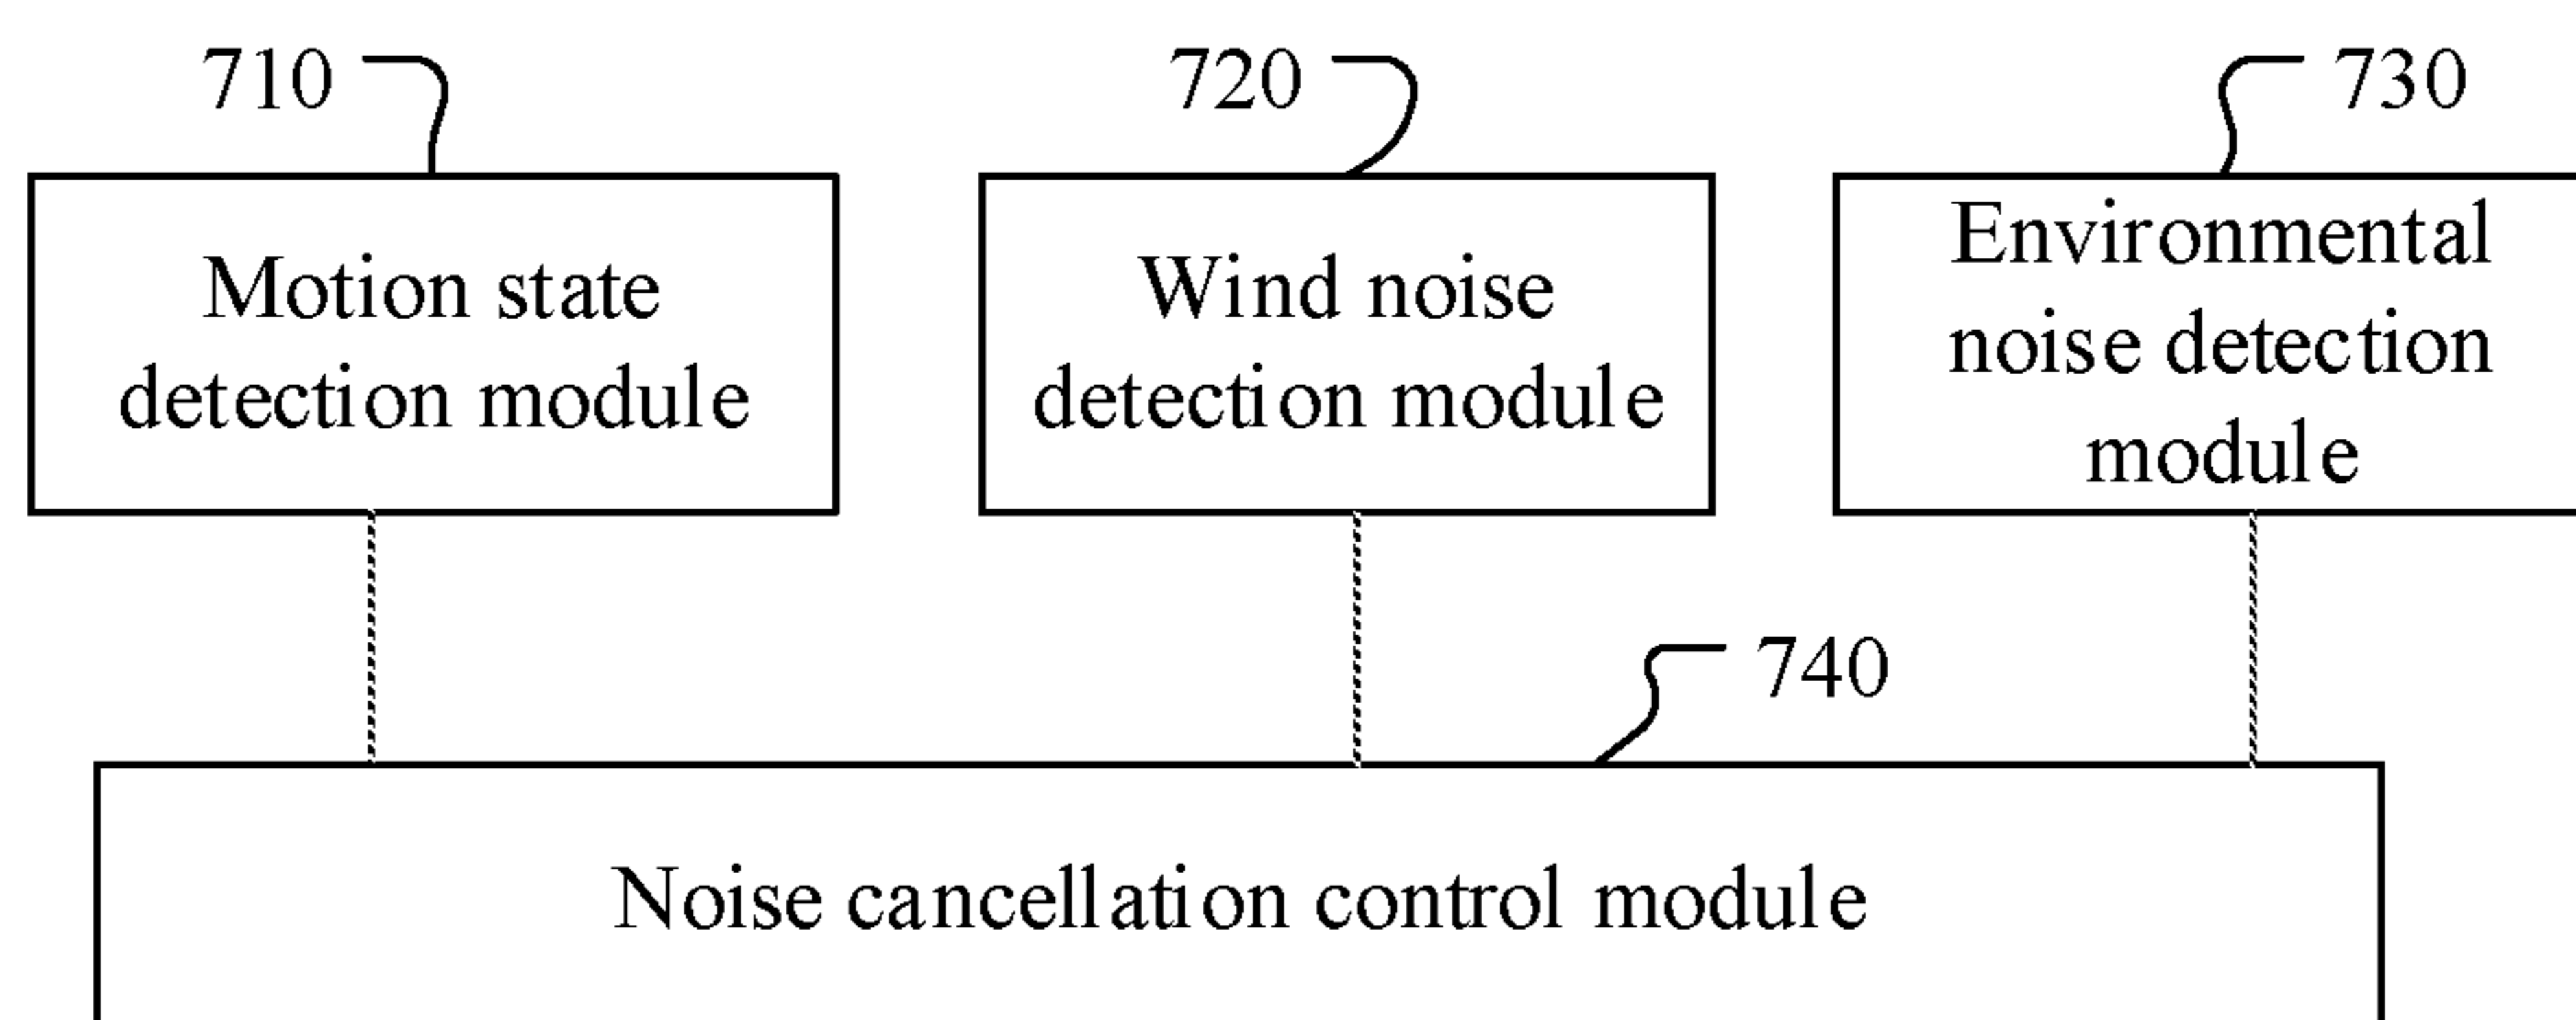 710
720
730
Motion state
detection module
Wind noise
detection module
Environmental
noise detection
module
740
Noise cancellation control module